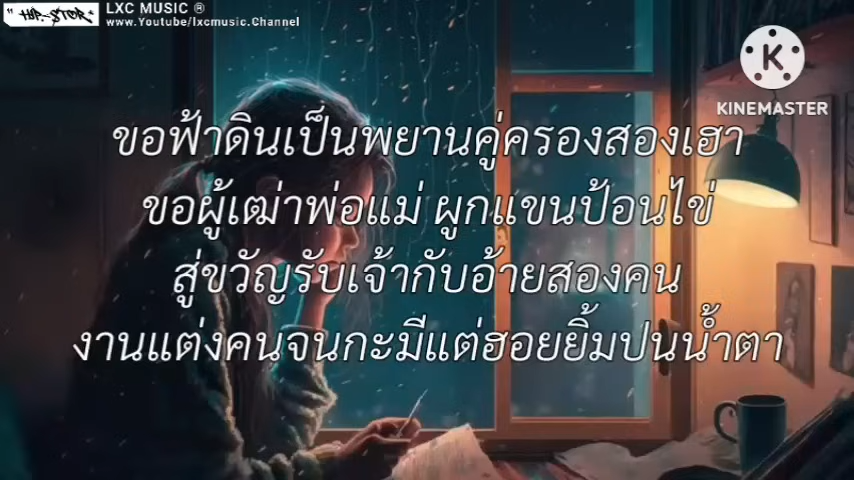 HIP-STOR
LXC MUSIC ®
www.Youtube/lxcmusic.Channel
KINEMASTER
ขอฟ้าดินเป็นพยานคู่ครองสองเฮา
ขอผู้เฒ่าพ่อแม่ ผูกแขนป้อนไข่
สู่ขวัญรับเจ้ากับอ้ายสองคน
งานแต่งคนจนกะมีแต่ฮอยยิ้มปนน้ำตา